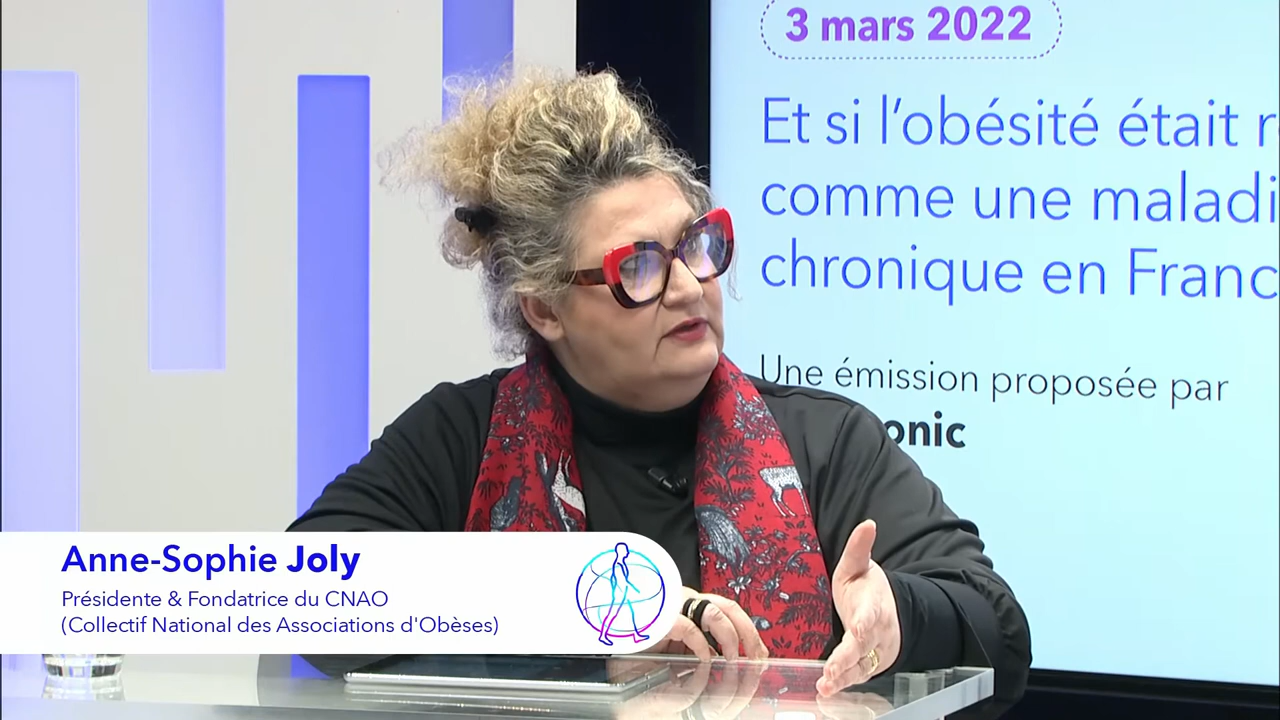 3 mars 2022
Et si l'obésité était r
comme une maladi
chronique en Franc
Une émission proposée par
onic
Anne-Sophie Joly
Présidente & Fondatrice du CNAO
(Collectif National des Associations d'Obèses)